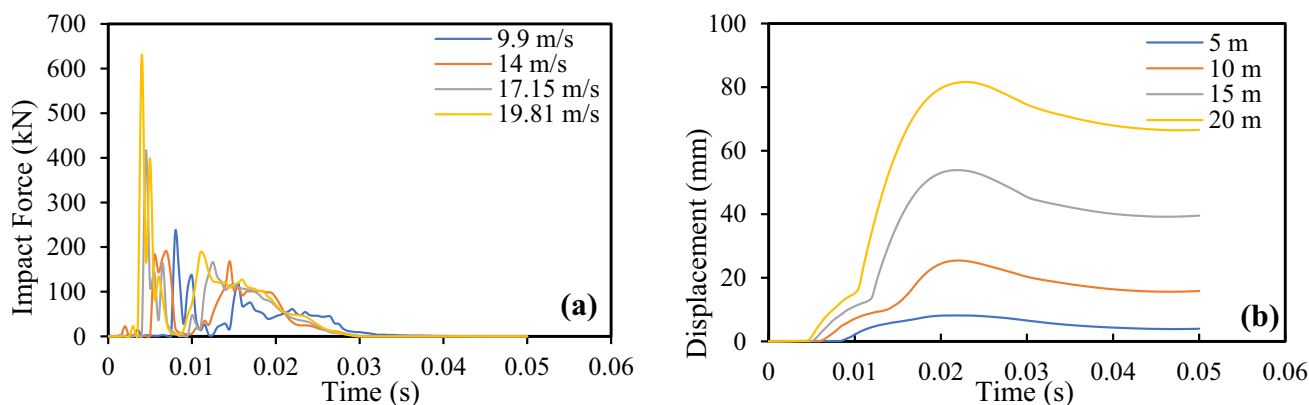 700
600
500
400
300
200
100
0
Impact Force (kN)
9.9 m/s
14 m/s
17.15 m/s
19.81 m/s
(a)
0 0.01 0.02 0.03 0.04 0.05 0.06
Time (s)
100
80
60
40
20
0
Displacement (mm)
5 m
10 m
15 m
20 m
(b)
0 0.01 0.02 0.03 0.04 0.05 0.06
Time (s)